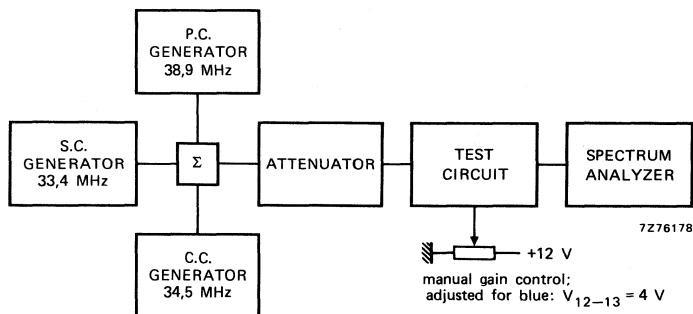 P.C.
GENERATOR
38,9 MHz
S.C.
GENERATOR
33,4 MHz
Σ
ATTENUATOR
TEST
CIRCUIT
SPECTRUM
ANALYZER
7Z76178
C.C.
GENERATOR
34,5 MHz
+12 V
manual gain control;
adjusted for blue: V12–13 = 4 V